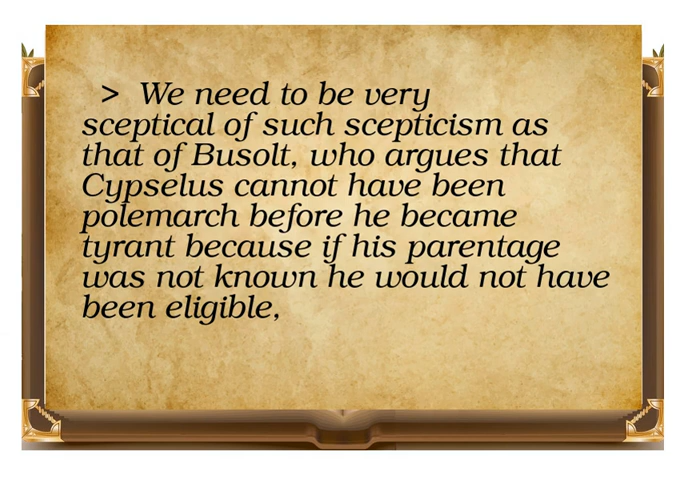 > We need to be very
sceptical of such scepticism as
that of Busolt, who argues that
Cypselus cannot have been
polemarch before he became
tyrant because if his parentage
was not known he would not have
been eligible,